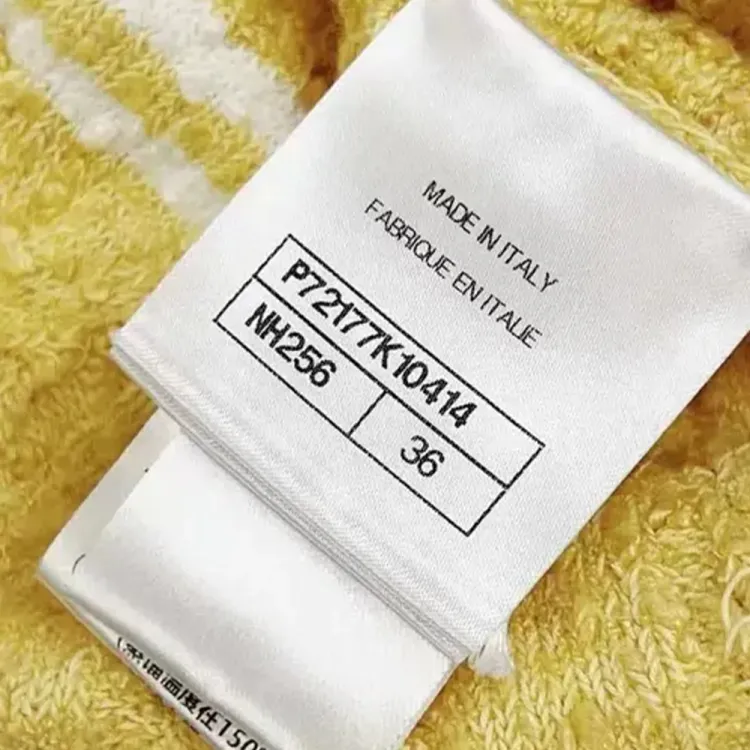 MADE IN ITALY
FABRIQUE EN ITALIE
P72177K10414
NH256
36